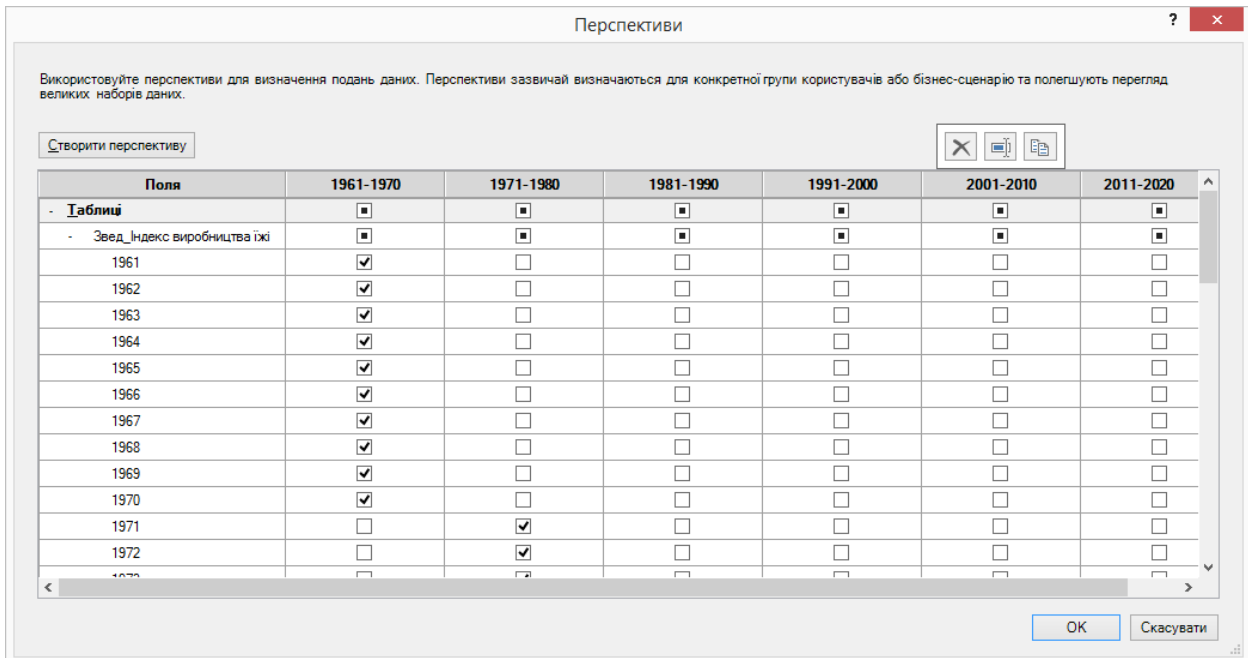 Перспективи
?
Використовуйте перспективи для визначення подань даних. Перспективи зазвичай визначаються для конкретної групи користувачів або бізнес-сценарію та полегшують перегляд
великих наборів даних.
Створити перспективу
Поля 1961-1970 1971-1980 1981-1990 1991-2000 2001-2010 2011-2020
- Таблиці
- Звед_Індекс виробництва їжі
1961
1962
1963
1964
1965
1966
1967
1968
1969
1970
1971
1972
1973
OK Скасувати